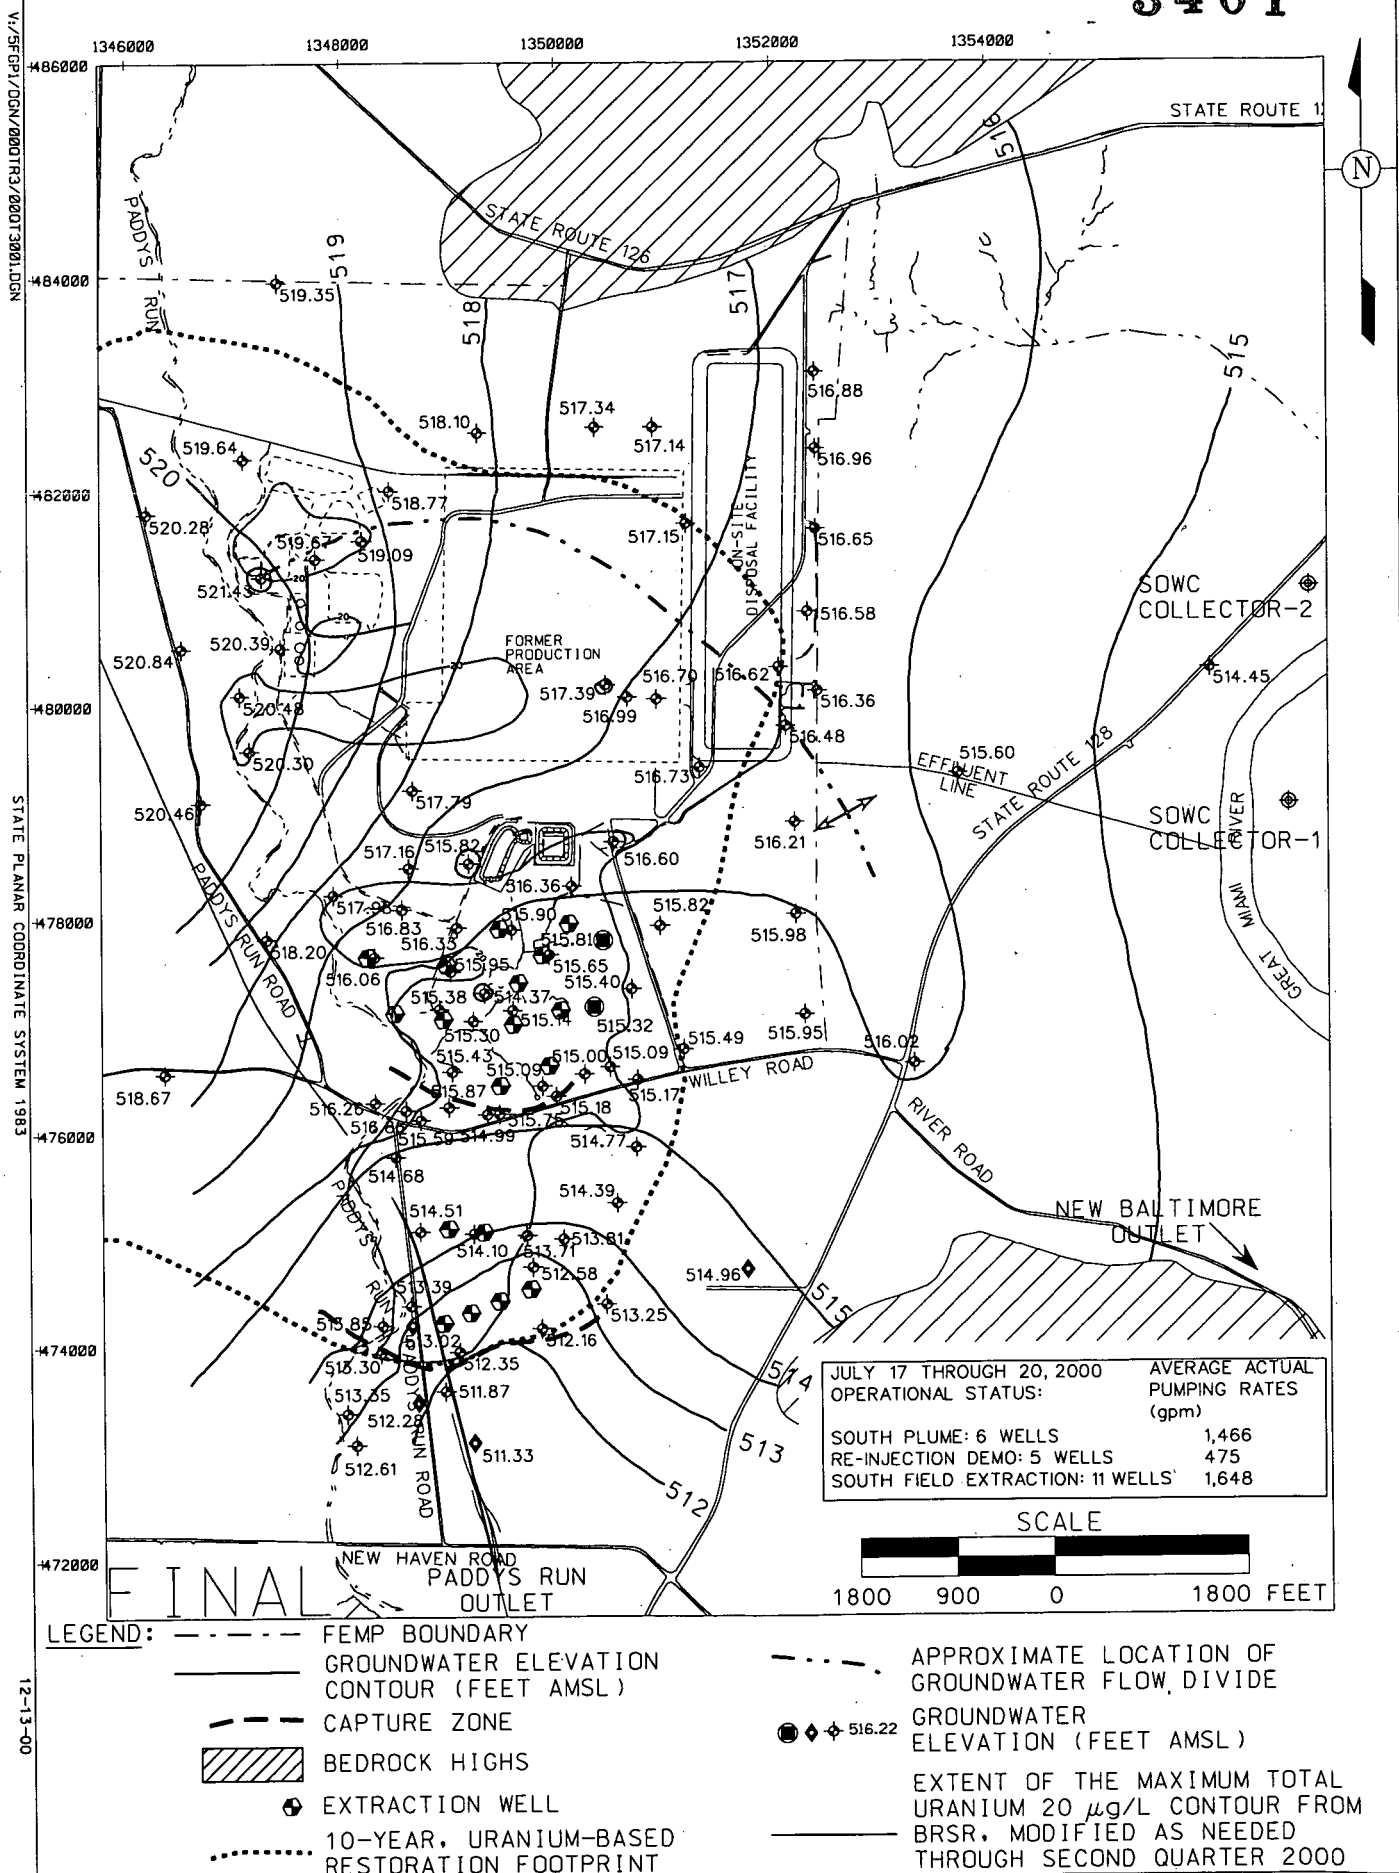 3401
1346000 1348000 1350000 1352000 1354000
486000
484000
482000
480000
478000
476000
474000
472000
V:/5FGP1/DGN/
STATE PLANAR COORDINATE SYSTEM 1983
12-13-00
N
STATE ROUTE
STATE ROUTE 126
PADDYS RUN
519
518
517
516
515
520
519.35
518.10
517.34
517.14
516.88
516.96
519.64
518.77
520.28
519.67
519.09
517.15
516.65
521.43
516.58
ON-SITE
DISPOSAL FACILITY
SOWC
COLLECTOR-2
20
20
20
FORMER
PRODUCTION
AREA
520.84
520.39
516.70
516.62
514.45
517.39
516.99
516.36
520.48
516.48
520.30
516.73
515.60
EFFLUENT
LINE
STATE ROUTE 128
517.79
520.46
516.21
SOWC
COLLECTOR-1
GREAT MIAMI RIVER
517.16
515.82
516.60
516.36
PADDYS RUN ROAD
517.98
516.83
515.90
515.82
515.98
518.20
516.33
515.81
516.06
515.95
515.65
515.40
515.38
514.37
515.14
515.30
515.32
515.95
516.02
515.49
515.43
515.00
515.09
515.09
WILLEY ROAD
518.67
515.87
515.17
516.26
515.18
515.59
514.99
515.75
514.77
RIVER ROAD
514.68
PADDYS RUN
514.39
514.51
514.10
513.71
513.81
NEW BALTIMORE
OUTLET
512.58
514.96
513.39
513.25
515
513.85
513.02
512.16
512.35
514
513.35
511.87
512.28
513
512.61
511.33
512
PADDYS RUN ROAD
JULY 17 THROUGH 20, 2000 AVERAGE ACTUAL
OPERATIONAL STATUS: PUMPING RATES
(gpm)
SOUTH PLUME: 6 WELLS 1,466
RE-INJECTION DEMO: 5 WELLS 475
SOUTH FIELD EXTRACTION: 11 WELLS 1,648
SCALE
1800 900 0 1800 FEET
NEW HAVEN ROAD
PADDYS RUN
OUTLET
FINAL
LEGEND:
FEMP BOUNDARY
GROUNDWATER ELEVATION
CONTOUR (FEET AMSL)
CAPTURE ZONE
BEDROCK HIGHS
EXTRACTION WELL
10-YEAR, URANIUM-BASED
RESTORATION FOOTPRINT
APPROXIMATE LOCATION OF
GROUNDWATER FLOW DIVIDE
516.22 GROUNDWATER
ELEVATION (FEET AMSL)
EXTENT OF THE MAXIMUM TOTAL
URANIUM 20 µg/L CONTOUR FROM
BRSR, MODIFIED AS NEEDED
THROUGH SECOND QUARTER 2000